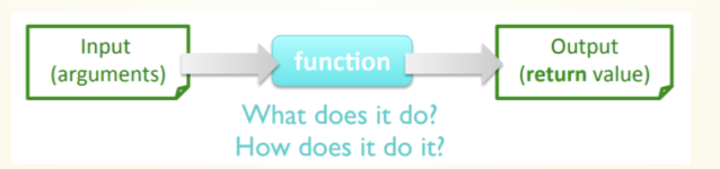 Input
(arguments)
function
Output
(return value)
What does it do?
How does it do it?